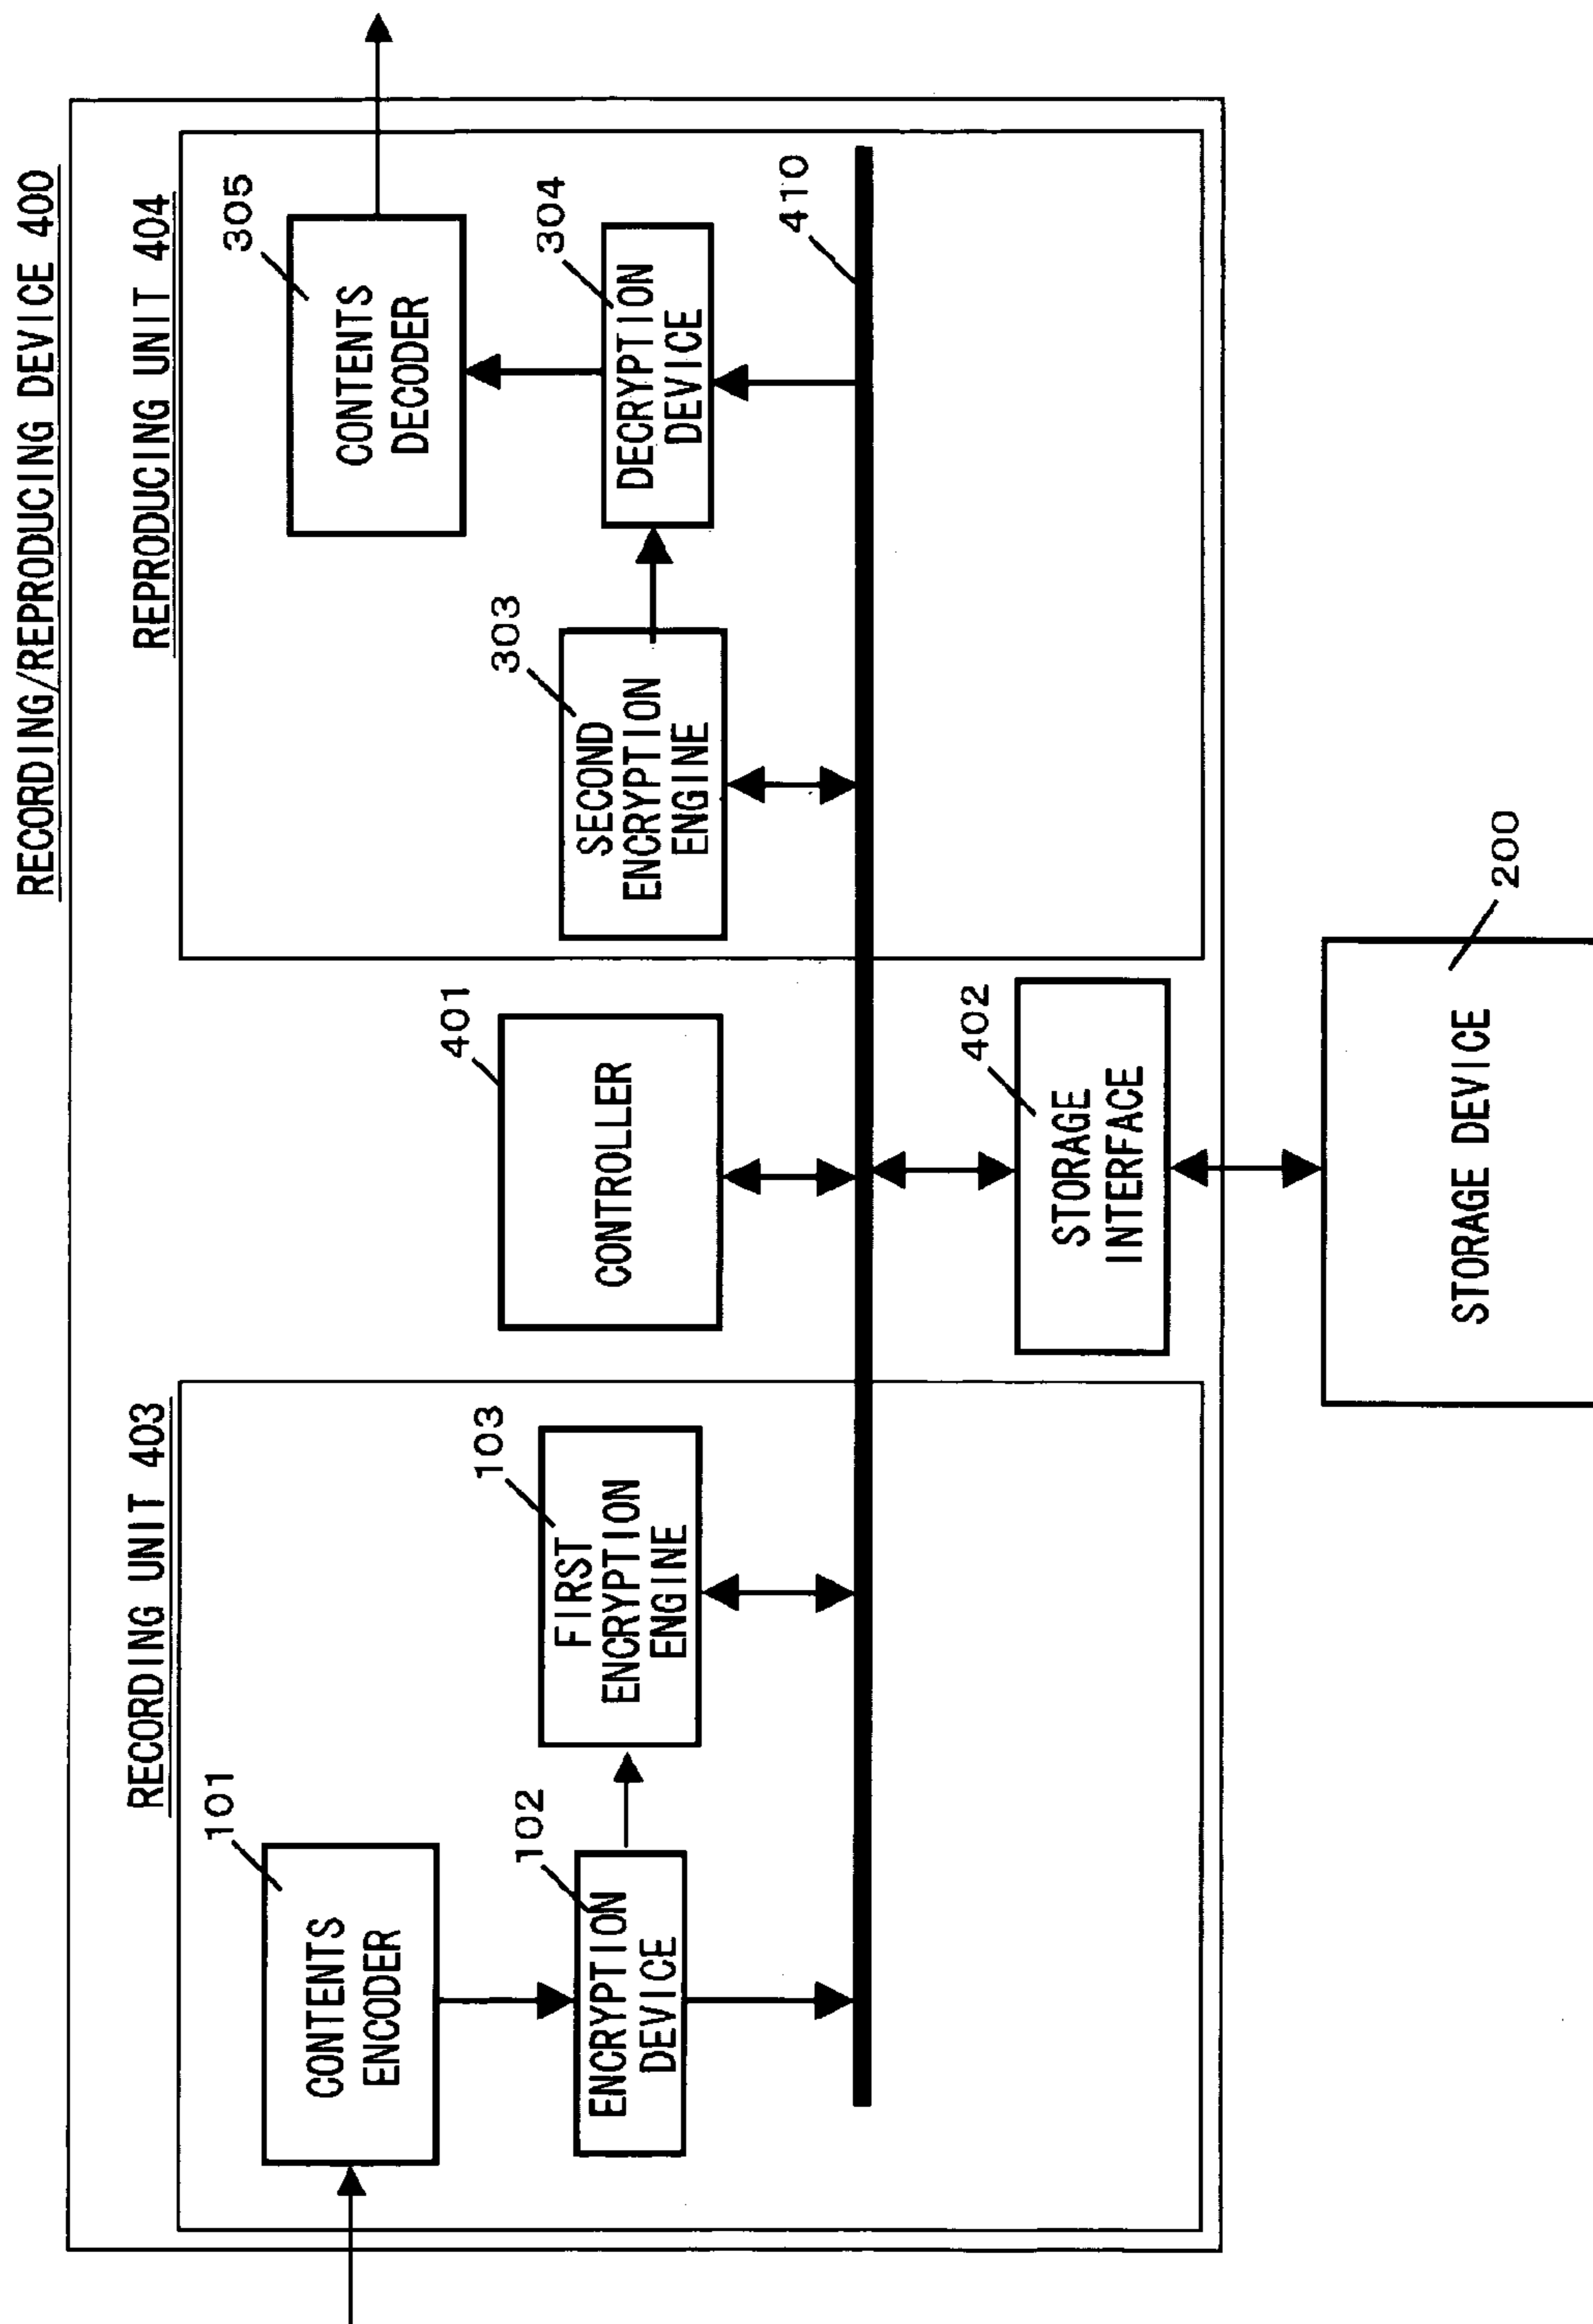 RECORDING/REPRODUCING DEVICE 400
RECORDING UNIT 403
101
CONTENTS
ENCODER
102
ENCRYPTION
DEVICE
103
FIRST
ENCRYPTION
ENGINE
401
CONTROLLER
402
STORAGE
INTERFACE
REPRODUCING UNIT 404
305
CONTENTS
DECODER
303
SECOND
ENCRYPTION
ENGINE
304
DECRYPTION
DEVICE
410
200
STORAGE DEVICE